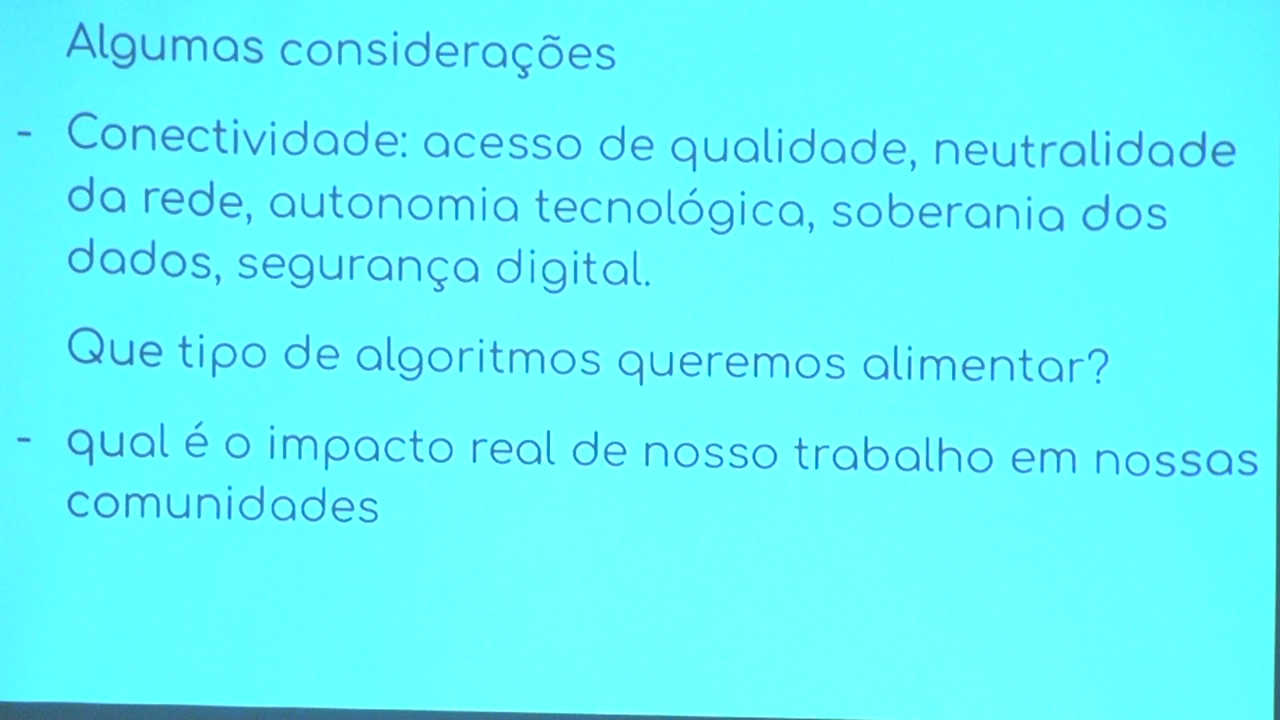 Algumas considerações
- Conectividade: acesso de qualidade, neutralidade
da rede, autonomia tecnológica, soberania dos
dados, segurança digital.
Que tipo de algoritmos queremos alimentar?
- qual é o impacto real de nosso trabalho em nossas
comunidades